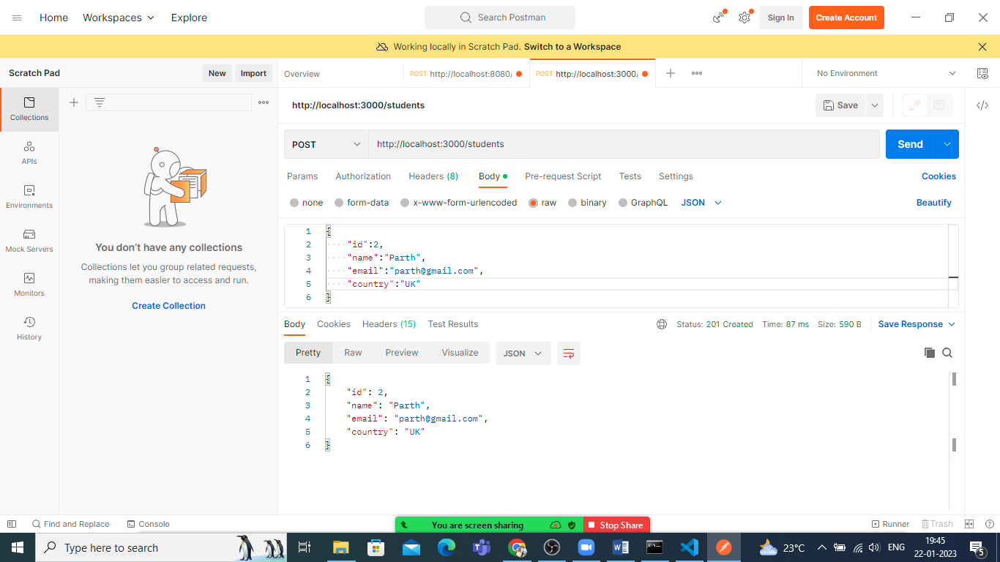 Home Workspaces Explore Search Postman Sign In Create Account
Working locally in Scratch Pad. Switch to a Workspace
Scratch Pad New Import Overview POST http://localhost:8080/ POST http://localhost:3000/ No Environment
http://localhost:3000/students Save
Collections
APIs
Environments
Mock Servers
Monitors
History
You don’t have any collections
Collections let you group related requests,
making them easier to access and run.
Create Collection
POST http://localhost:3000/students Send
Params Authorization Headers (8) Body Pre-request Script Tests Settings Cookies
none form-data x-www-form-urlencoded raw binary GraphQL JSON Beautify
1 {
2 "id":2,
3 "name":"Parth",
4 "email":"parth@gmail.com",
5 "country":"UK"
6 }
Body Cookies Headers (15) Test Results Status: 201 Created Time: 87 ms Size: 590 B Save Response
Pretty Raw Preview Visualize JSON
1 {
2 "id": 2,
3 "name": "Parth",
4 "email": "parth@gmail.com",
5 "country": "UK"
6 }
Find and Replace Console You are screen sharing Stop Share Runner Trash
Type here to search 23°C ENG 19:45
22-01-2023 5